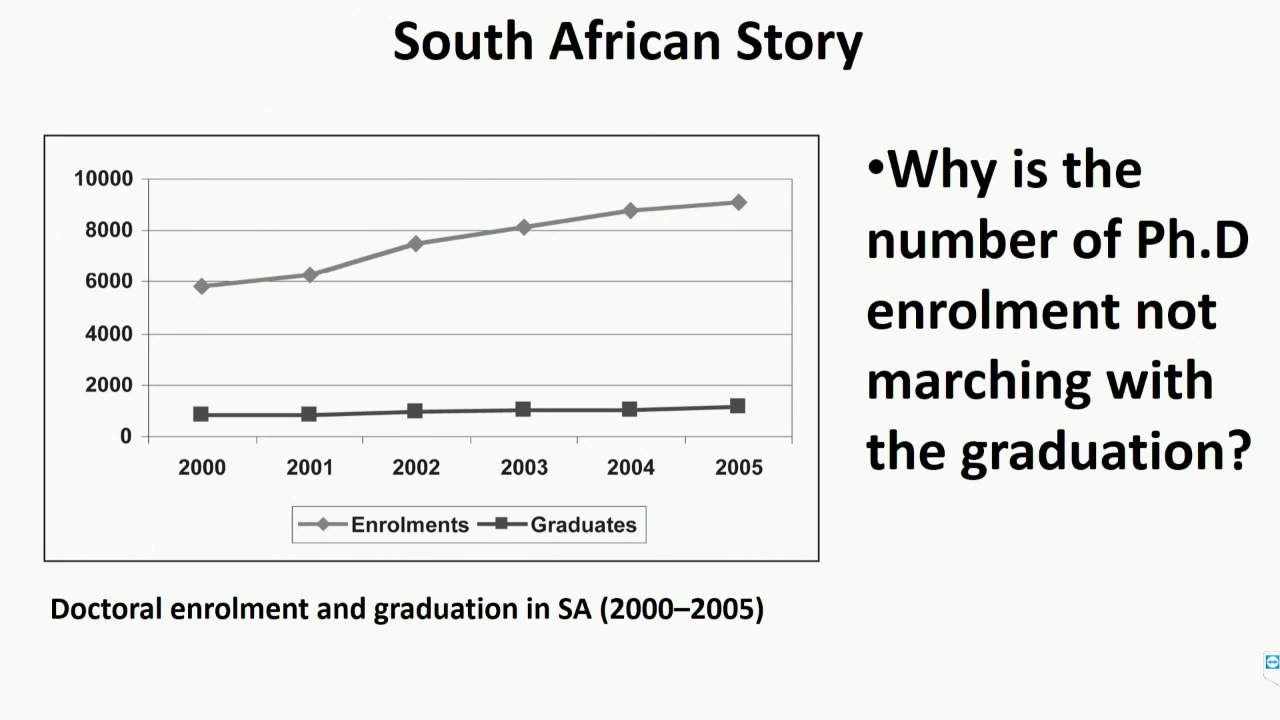 South African Story
10000
8000
6000
4000
2000
0
2000 2001 2002 2003 2004 2005
Enrolments Graduates
Doctoral enrolment and graduation in SA (2000–2005)
•Why is the
number of Ph.D
enrolment not
marching with
the graduation?